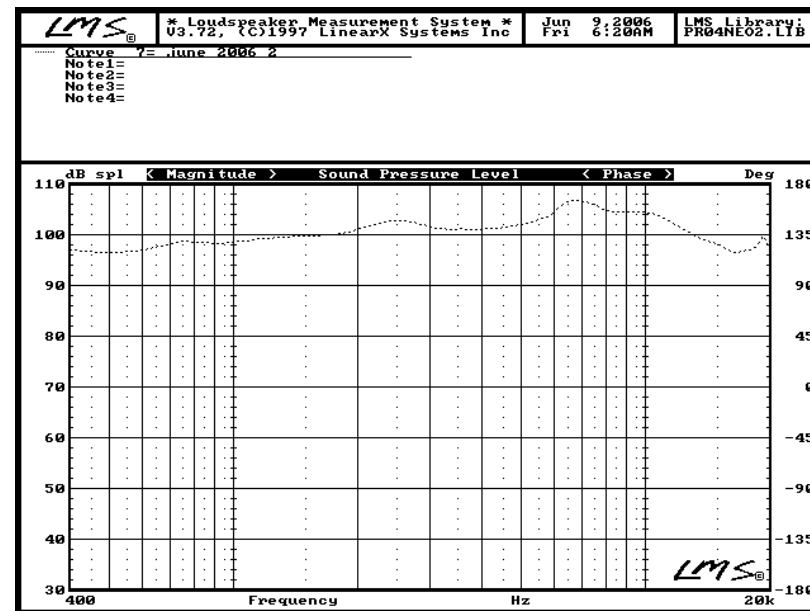 LMS ©
* Loudspeaker Measurement System *
V3.72, (C)1997 LinearX Systems Inc
Jun 9,2006
Fri 6:20AM
LMS Library:
PRO4NEO2.LIB
Curve 7= .iune 2006 2
Note1=
Note2=
Note3=
Note4=
dB spl < Magnitude > Sound Pressure Level < Phase > Deg
110 180
100 135
90 90
80 45
70 0
60 -45
50 -90
40 -135
30 -180
LMS ©
400 Frequency Hz 20k